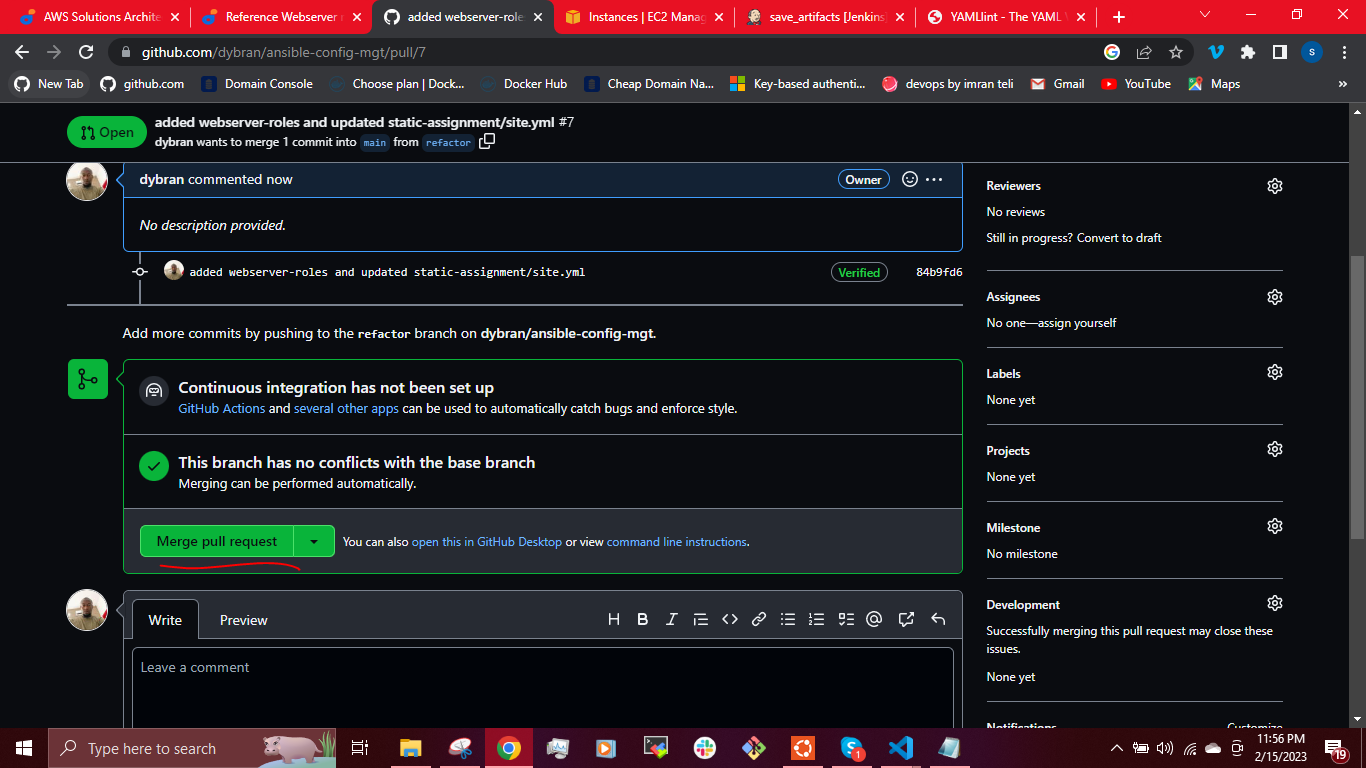 AWS Solutions Archite
Reference Webserver r
added webserver-role
Instances | EC2 Manag
save_artifacts [Jenkins]
YAMLlint - The YAML V
github.com/dybran/ansible-config-mgt/pull/7
S
New Tab
github.com
Domain Console
Choose plan | Dock...
Docker Hub
Cheap Domain Na...
Key-based authenti...
devops by imran teli
Gmail
YouTube
Maps
»
Open
added webserver-roles and updated static-assignment/site.yml #7
dybran wants to merge 1 commit into main from refactor
dybran commented now
Owner
No description provided.
added webserver-roles and updated static-assignment/site.yml
Verified
84b9fd6
Add more commits by pushing to the refactor branch on dybran/ansible-config-mgt.
Continuous integration has not been set up
GitHub Actions and several other apps can be used to automatically catch bugs and enforce style.
This branch has no conflicts with the base branch
Merging can be performed automatically.
Merge pull request
You can also open this in GitHub Desktop or view command line instructions.
Write
Preview
Leave a comment
Reviewers
No reviews
Still in progress? Convert to draft
Assignees
No one—assign yourself
Labels
None yet
Projects
None yet
Milestone
No milestone
Development
Successfully merging this pull request may close these
issues.
None yet
Notifications
Customize
Type here to search
1
11:56 PM
2/15/2023
19